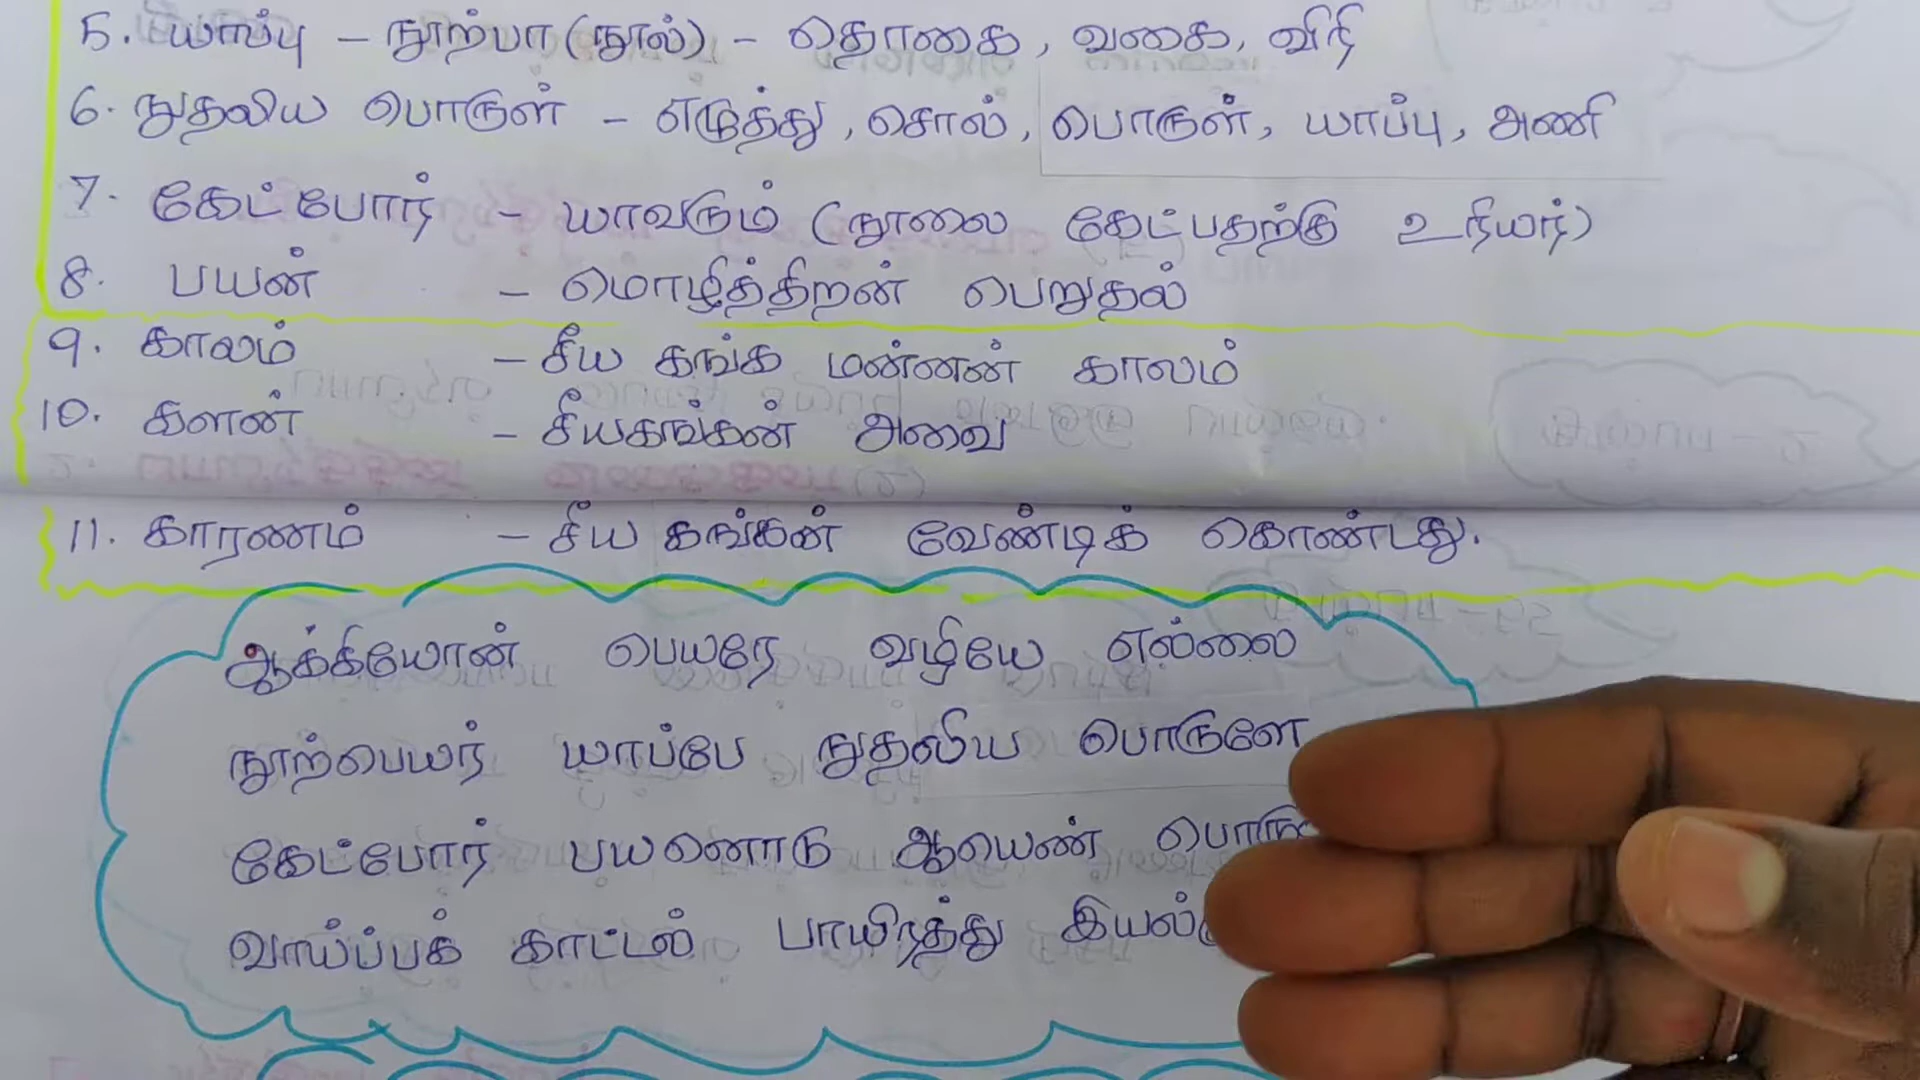 5. யாப்பு – நூற்பா (நூல்) – தொகை, வகை, விரி
6. நுதலிய பொருள் – எழுத்து, சொல், பொருள், யாப்பு, அணி
7. கேட்போர் – யாவரும் (நூலை கேட்பதற்கு உரியர்)
8. பயன் – மொழித்திறன் பெறுதல்
9. காலம் – சீய கங்க மன்னன் காலம்
10. களன் – சீயகங்கன் அவை
11. காரணம் – சீய கங்கன் வேண்டிக் கொண்டது.
ஆக்கியோன் பெயரே வழியே எல்லை
நூற்பெயர் யாப்பே நுதலிய பொருளே
கேட்போர் பயனொடு ஆயெண்
வாய்ப்பக் காட்டல் பாயிரத்து